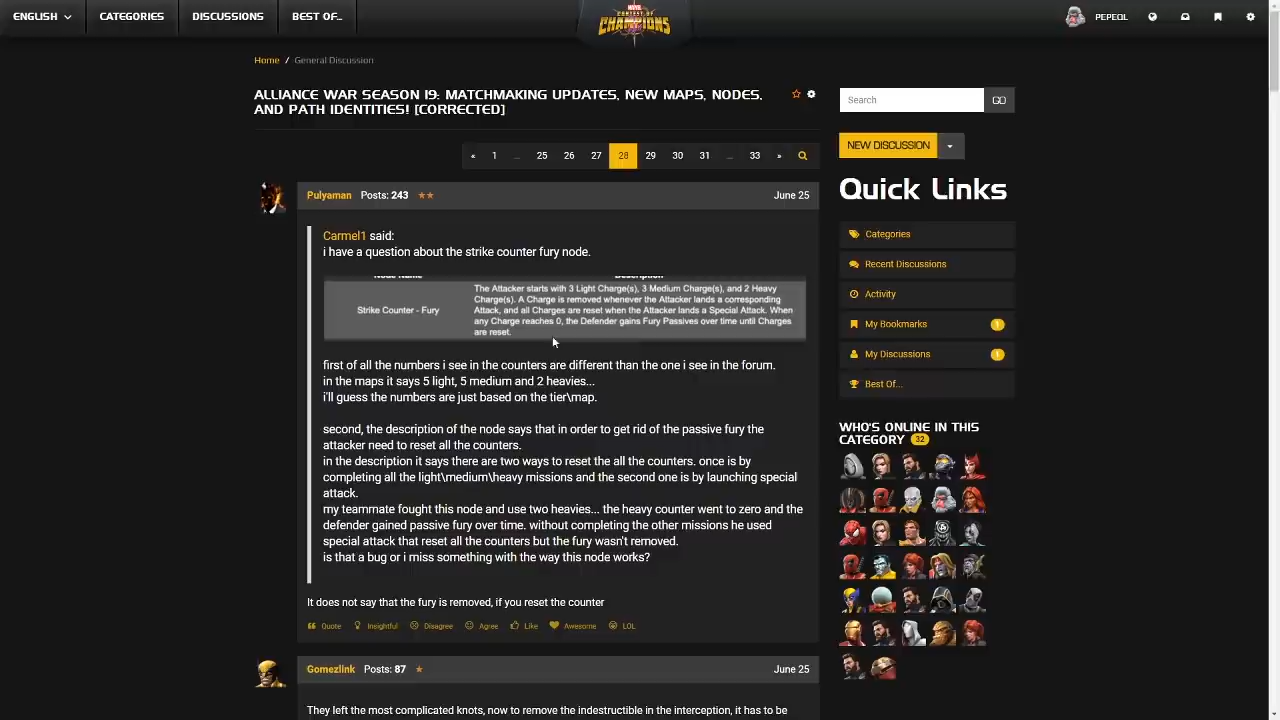 ENGLISH
CATEGORIES
DISCUSSIONS
BEST OF...
MARVEL
CONTEST OF
CHAMPIONS
PEPEQL
Home / General Discussion
ALLIANCE WAR SEASON 19: MATCHMAKING UPDATES, NEW MAPS, NODES,
AND PATH IDENTITIES! [CORRECTED]
« 1 ... 25 26 27 28 29 30 31 ... 33 »
Pulyaman Posts: 243 ★★ June 25
Carmel1 said:
i have a question about the strike counter fury node.
Node Name Description
Strike Counter - Fury
The Attacker starts with 3 Light Charge(s), 3 Medium Charge(s), and 2 Heavy
Charge(s). A Charge is removed whenever the Attacker lands a corresponding
Attack, and all Charges are reset when the Attacker lands a Special Attack. When
any Charge reaches 0, the Defender gains Fury Passives over time until Charges
are reset.
first of all the numbers i see in the counters are different than the one i see in the forum.
in the maps it says 5 light, 5 medium and 2 heavies...
i'll guess the numbers are just based on the tier\map.
second, the description of the node says that in order to get rid of the passive fury the
attacker need to reset all the counters.
in the description it says there are two ways to reset the all the counters. once is by
completing all the light\medium\heavy missions and the second one is by launching special
attack.
my teammate fought this node and use two heavies... the heavy counter went to zero and the
defender gained passive fury over time. without completing the other missions he used
special attack that reset all the counters but the fury wasn't removed.
is that a bug or i miss something with the way this node works?
It does not say that the fury is removed, if you reset the counter
Quote Insightful Disagree Agree Like Awesome LOL
Gomezlink Posts: 87 ★ June 25
They left the most complicated knots, now to remove the indestructible in the interception, it has to be
Search
GO
NEW DISCUSSION
Quick Links
Categories
Recent Discussions
Activity
My Bookmarks 1
My Discussions 1
Best Of...
WHO'S ONLINE IN THIS
CATEGORY 32